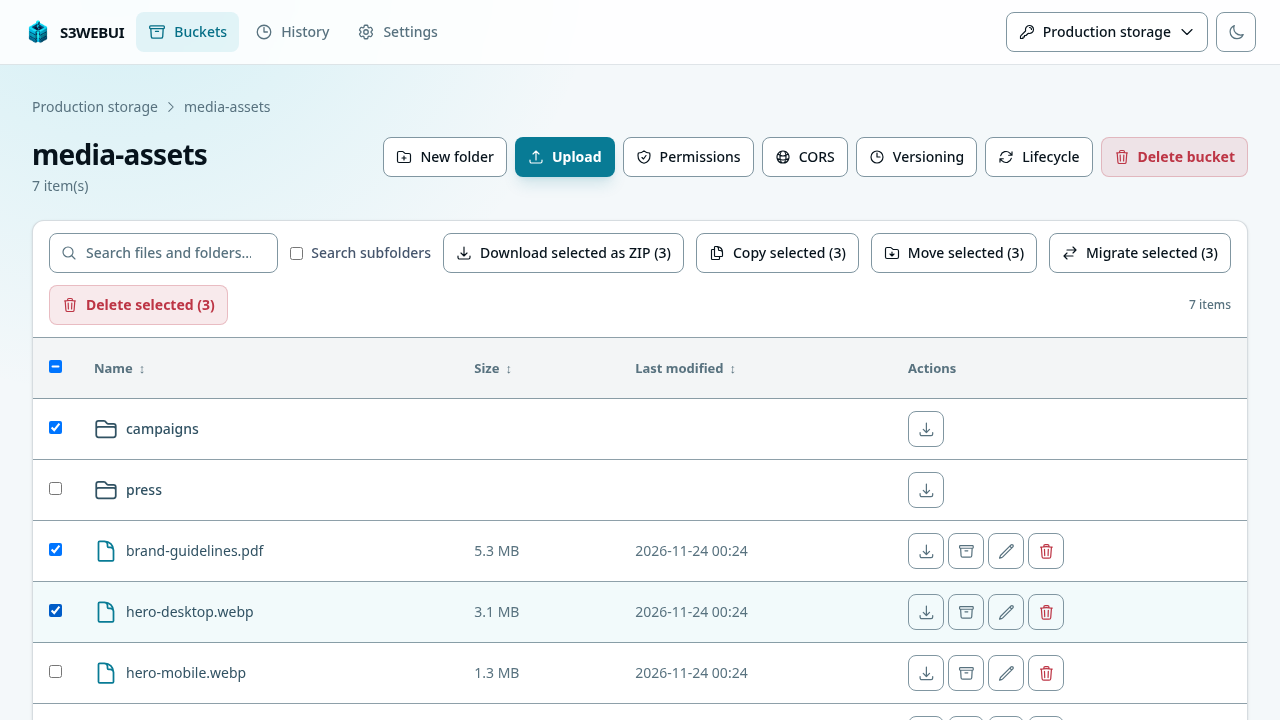 S3WEBUI Buckets History Settings Production storage
Production storage media-assets
media-assets
New folder Upload Permissions CORS Versioning Lifecycle Delete bucket
7 item(s)
Search files and folders... Search subfolders Download selected as ZIP (3) Copy selected (3) Move selected (3) Migrate selected (3)
Delete selected (3) 7 items
Name ↕ Size ↕ Last modified ↕ Actions
campaigns
press
brand-guidelines.pdf 5.3 MB 2026-11-24 00:24
hero-desktop.webp 3.1 MB 2026-11-24 00:24
hero-mobile.webp 1.3 MB 2026-11-24 00:24